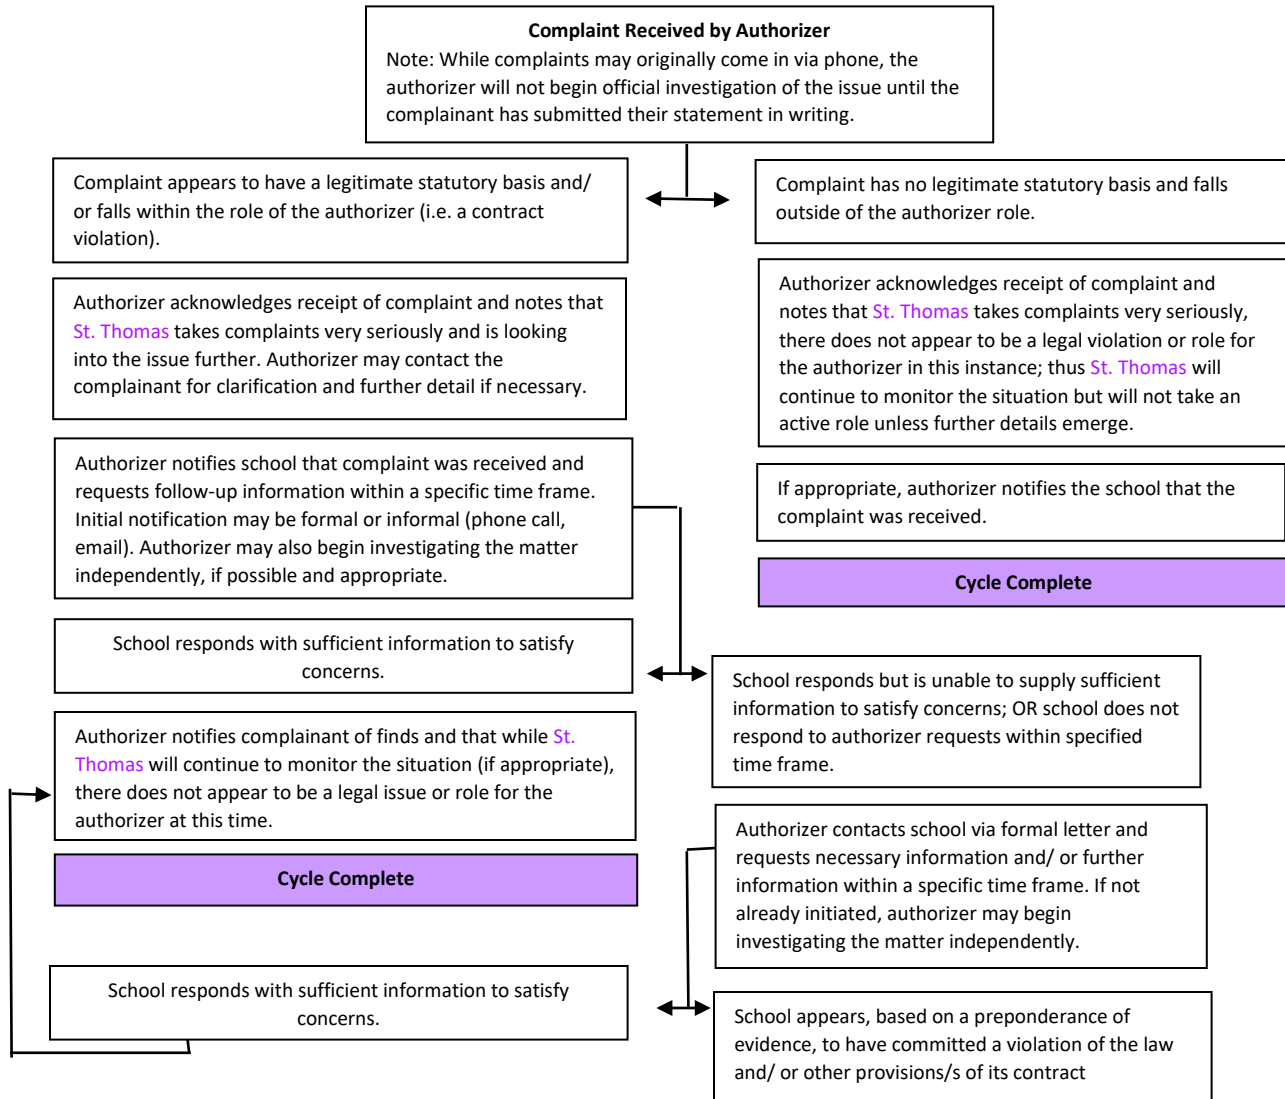 Complaint Received by Authorizer
Note: While complaints may originally come in via phone, the
authorizer will not begin official investigation of the issue until the
complainant has submitted their statement in writing.
Complaint appears to have a legitimate statutory basis and/
or falls within the role of the authorizer (i.e. a contract
violation).
Complaint has no legitimate statutory basis and falls
outside of the authorizer role.
Authorizer acknowledges receipt of complaint and notes that
St. Thomas takes complaints very seriously and is looking
into the issue further. Authorizer may contact the
complainant for clarification and further detail if necessary.
Authorizer acknowledges receipt of complaint and
notes that St. Thomas takes complaints very seriously,
there does not appear to be a legal violation or role for
the authorizer in this instance; thus St. Thomas will
continue to monitor the situation but will not take an
active role unless further details emerge.
Authorizer notifies school that complaint was received and
requests follow-up information within a specific time frame.
Initial notification may be formal or informal (phone call,
email). Authorizer may also begin investigating the matter
independently, if possible and appropriate.
If appropriate, authorizer notifies the school that the
complaint was received.
Cycle Complete
School responds with sufficient information to satisfy
concerns.
School responds but is unable to supply sufficient
information to satisfy concerns; OR school does not
respond to authorizer requests within specified
time frame.
Authorizer notifies complainant of finds and that while St.
Thomas will continue to monitor the situation (if appropriate),
there does not appear to be a legal issue or role for the
authorizer at this time.
Cycle Complete
Authorizer contacts school via formal letter and
requests necessary information and/ or further
information within a specific time frame. If not
already initiated, authorizer may begin
investigating the matter independently.
School responds with sufficient information to satisfy
concerns.
School appears, based on a preponderance of
evidence, to have committed a violation of the law
and/ or other provisions/s of its contract